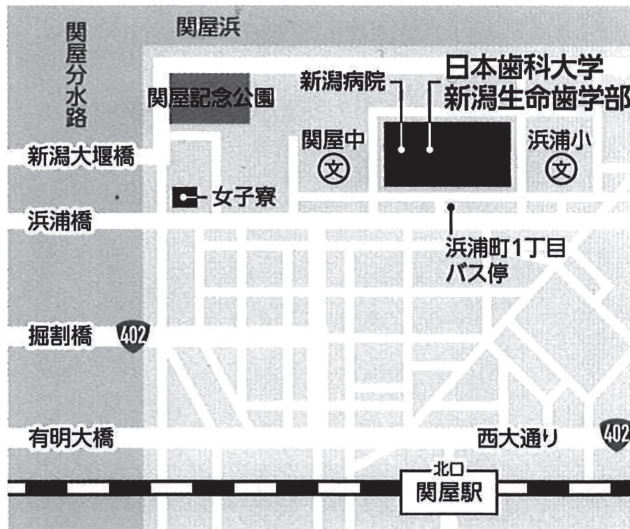 関屋浜
関屋分水路
関屋記念公園
新潟病院
日本歯科大学
新潟生命歯学部
関屋中
文
浜浦小
文
新潟大堰橋
女子寮
浜浦橋
浜浦町1丁目
バス停
掘割橋
402
有明大橋
西大通り
402
北口
関屋駅